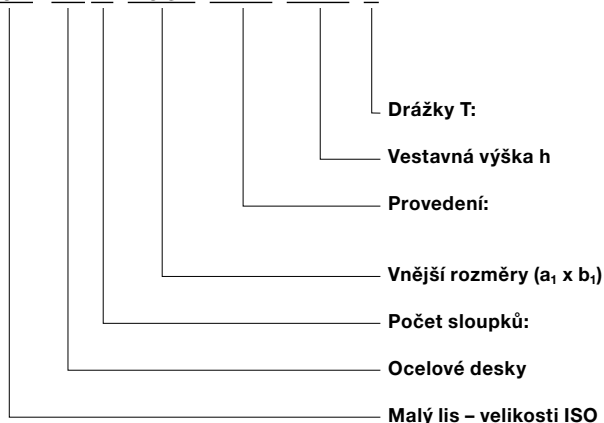 Drážky T:
Vestavná výška h
Provedení:
Vnější rozměry (a₁ x b₁)
Počet sloupků:
Ocelové desky
Malý lis – velikosti ISO